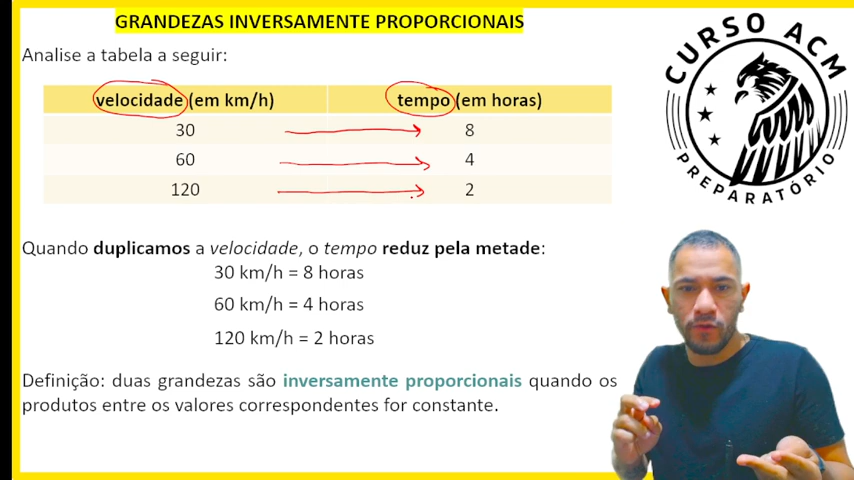 GRANDEZAS INVERSAMENTE PROPORCIONAIS
Analise a tabela a seguir:
velocidade (em km/h) tempo (em horas)
30 8
60 4
120 2
Quando duplicamos a velocidade, o tempo reduz pela metade:
30 km/h = 8 horas
60 km/h = 4 horas
120 km/h = 2 horas
Definição: duas grandezas são inversamente proporcionais quando os
produtos entre os valores correspondentes for constante.
CURSO ACM
PREPARATÓRIO